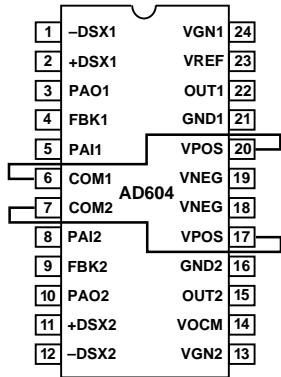 1 –DSX1 VGN1 24
2 +DSX1 VREF 23
3 PAO1 OUT1 22
4 FBK1 GND1 21
5 PAI1 VPOS 20
6 COM1 VNEG 19
AD604
7 COM2 VNEG 18
8 PAI2 VPOS 17
9 FBK2 GND2 16
10 PAO2 OUT2 15
11 +DSX2 VOCM 14
12 –DSX2 VGN2 13